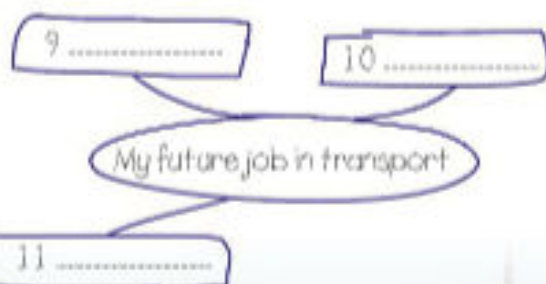 9 ......................
10 ......................
My future job in transport
11 ......................